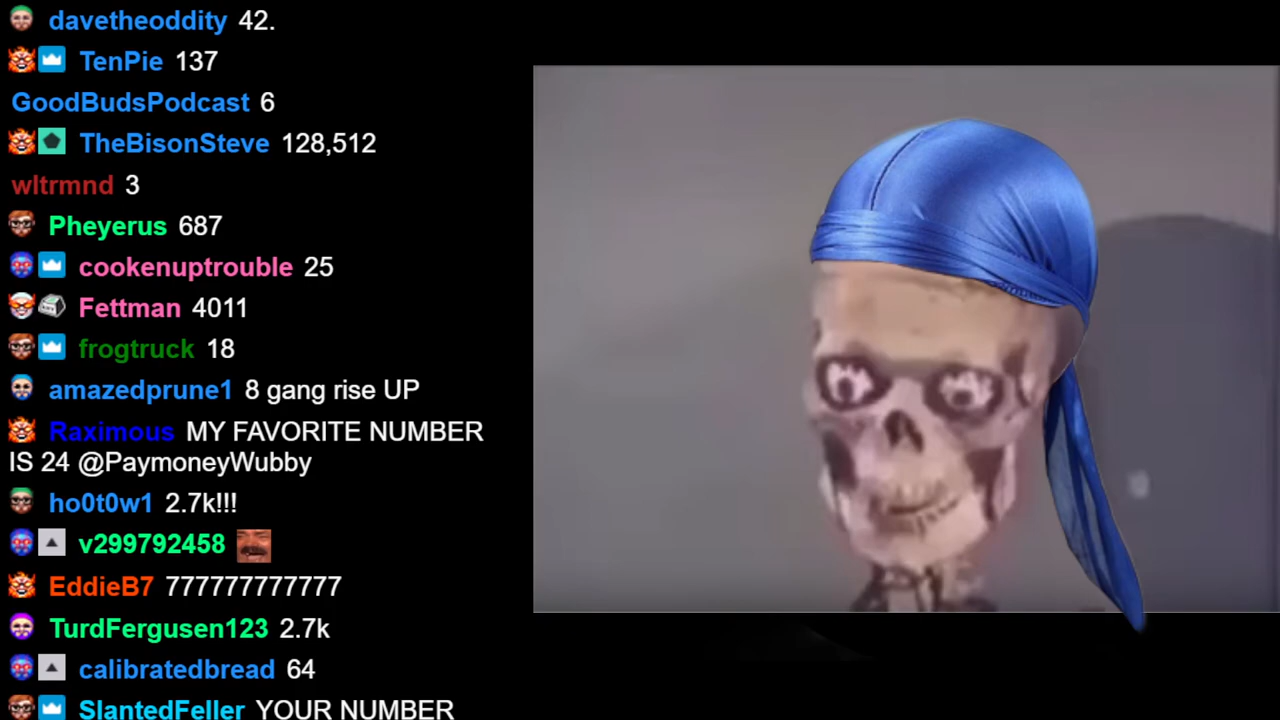 davetheoddity 42.
TenPie 137
GoodBudsPodcast 6
TheBisonSteve 128,512
wltrmnd 3
Pheyerus 687
cookenuptrouble 25
Fettman 4011
frogtruck 18
amazedprune1 8 gang rise UP
Raximous MY FAVORITE NUMBER
IS 24 @PaymoneyWubby
ho0t0w1 2.7k!!!
v299792458
EddieB7 777777777777
TurdFergusen123 2.7k
calibratedbread 64
SlantedFeller YOUR NUMBER